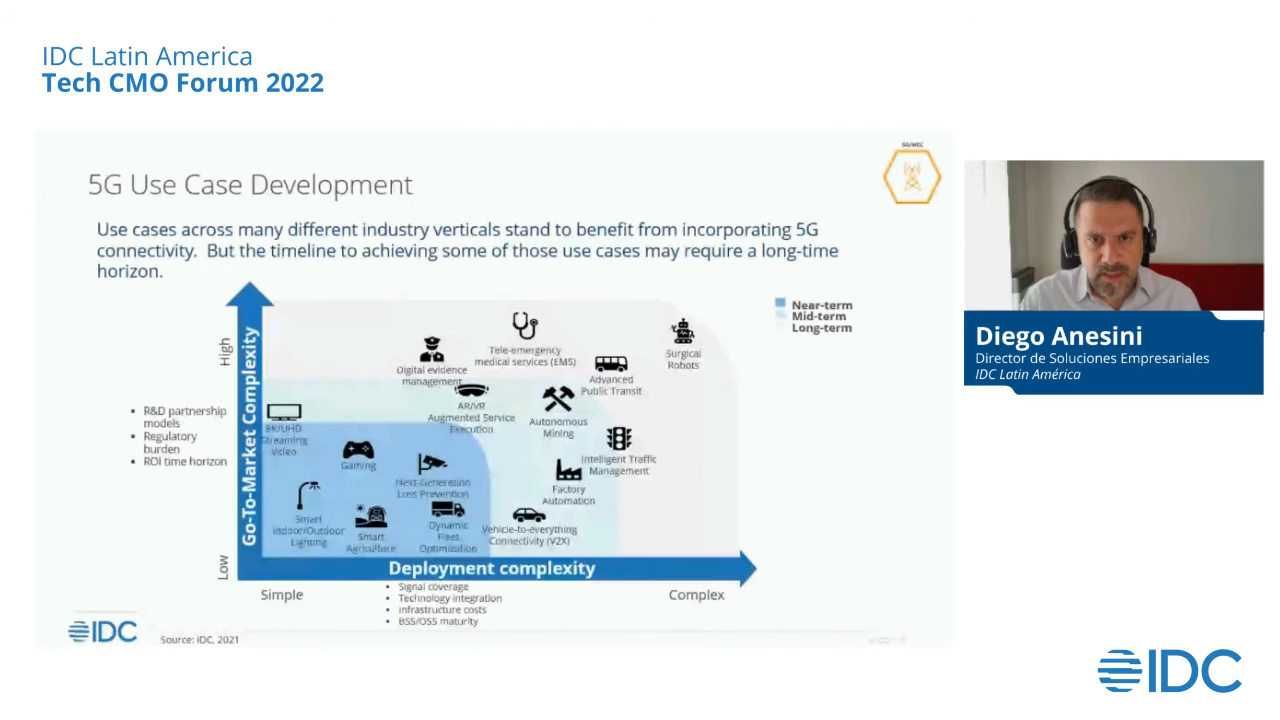 IDC Latin America
Tech CMO Forum 2022
5G/MEC
5G Use Case Development
Use cases across many different industry verticals stand to benefit from incorporating 5G
connectivity. But the timeline to achieving some of those use cases may require a long-time
horizon.
Near-term
Mid-term
Long-term
High
Go-To-Market Complexity
Low
R&D partnership
models
Regulatory
burden
ROI time horizon
Digital evidence
management
Tele-emergency
medical services (EMS)
Surgical
Robots
Advanced
Public Transit
AR/VR
Augmented Service
Execution
Autonomous
Mining
8K/UHD
Streaming
Video
Gaming
Next-Generation
Loss Prevention
Intelligent Traffic
Management
Factory
Automation
Smart
Indoor/Outdoor
Lighting
Smart
Agriculture
Dynamic
Fleet
Optimization
Vehicle-to-everything
Connectivity (V2X)
Deployment complexity
Simple
Complex
Signal coverage
Technology integration
Infrastructure costs
BSS/OSS maturity
IDC
Source: IDC, 2021
Diego Anesini
Director de Soluciones Empresariales
IDC Latin América
IDC